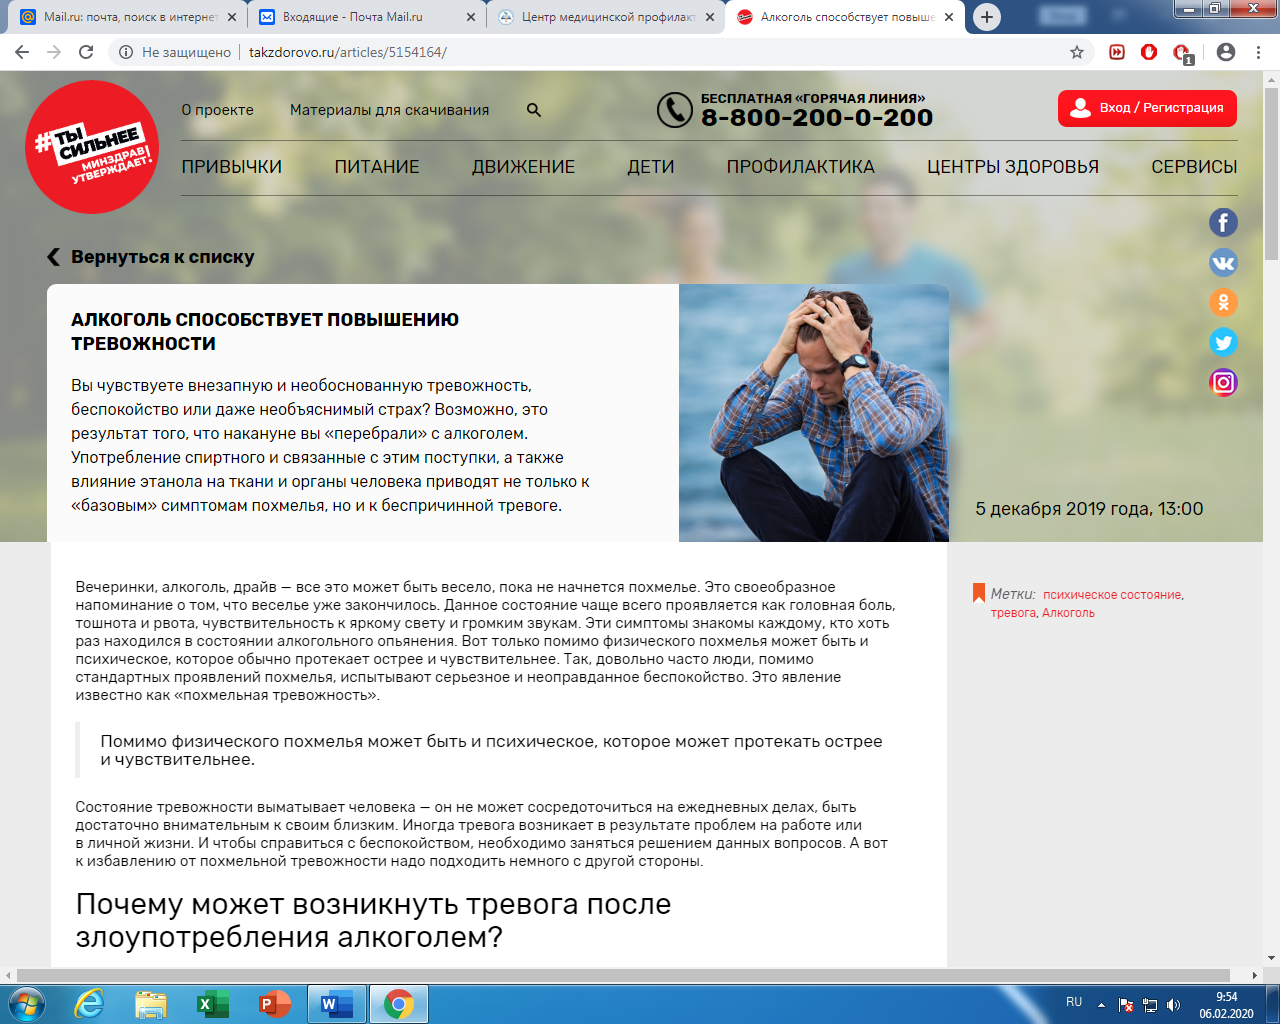 Mail.ru: почта, поиск в интернет
Входящие - Почта Mail.ru
Центр медицинской профилакт
Алкоголь способствует повыше
Не защищено
takzdorovo.ru/articles/5154164/
1
#ТЫ
СИЛЬНЕЕ
МИНЗДРАВ
УТВЕРЖДАЕТ!
О проекте
Материалы для скачивания
БЕСПЛАТНАЯ «ГОРЯЧАЯ ЛИНИЯ»
8-800-200-0-200
Вход / Регистрация
ПРИВЫЧКИ
ПИТАНИЕ
ДВИЖЕНИЕ
ДЕТИ
ПРОФИЛАКТИКА
ЦЕНТРЫ ЗДОРОВЬЯ
СЕРВИСЫ
Вернуться к списку
АЛКОГОЛЬ СПОСОБСТВУЕТ ПОВЫШЕНИЮ
ТРЕВОЖНОСТИ
Вы чувствуете внезапную и необоснованную тревожность,
беспокойство или даже необъяснимый страх? Возможно, это
результат того, что накануне вы «перебрали» с алкоголем.
Употребление спиртного и связанные с этим поступки, а также
влияние этанола на ткани и органы человека приводят не только к
«базовым» симптомам похмелья, но и к беспричинной тревоге.
5 декабря 2019 года, 13:00
Вечеринки, алкоголь, драйв — все это может быть весело, пока не начнется похмелье. Это своеобразное
напоминание о том, что веселье уже закончилось. Данное состояние чаще всего проявляется как головная боль,
тошнота и рвота, чувствительность к яркому свету и громким звукам. Эти симптомы знакомы каждому, кто хоть
раз находился в состоянии алкогольного опьянения. Вот только помимо физического похмелья может быть и
психическое, которое обычно протекает острее и чувствительнее. Так, довольно часто люди, помимо
стандартных проявлений похмелья, испытывают серьезное и неоправданное беспокойство. Это явление
известно как «похмельная тревожность».
Метки: психическое состояние,
тревога, Алкоголь
Помимо физического похмелья может быть и психическое, которое может протекать острее
и чувствительнее.
Состояние тревожности выматывает человека — он не может сосредоточиться на ежедневных делах, быть
достаточно внимательным к своим близким. Иногда тревога возникает в результате проблем на работе или
в личной жизни. И чтобы справиться с беспокойством, необходимо заняться решением данных вопросов. А вот
к избавлению от похмельной тревожности надо подходить немного с другой стороны.
Почему может возникнуть тревога после
злоупотребления алкоголем?
RU
9:54
06.02.2020